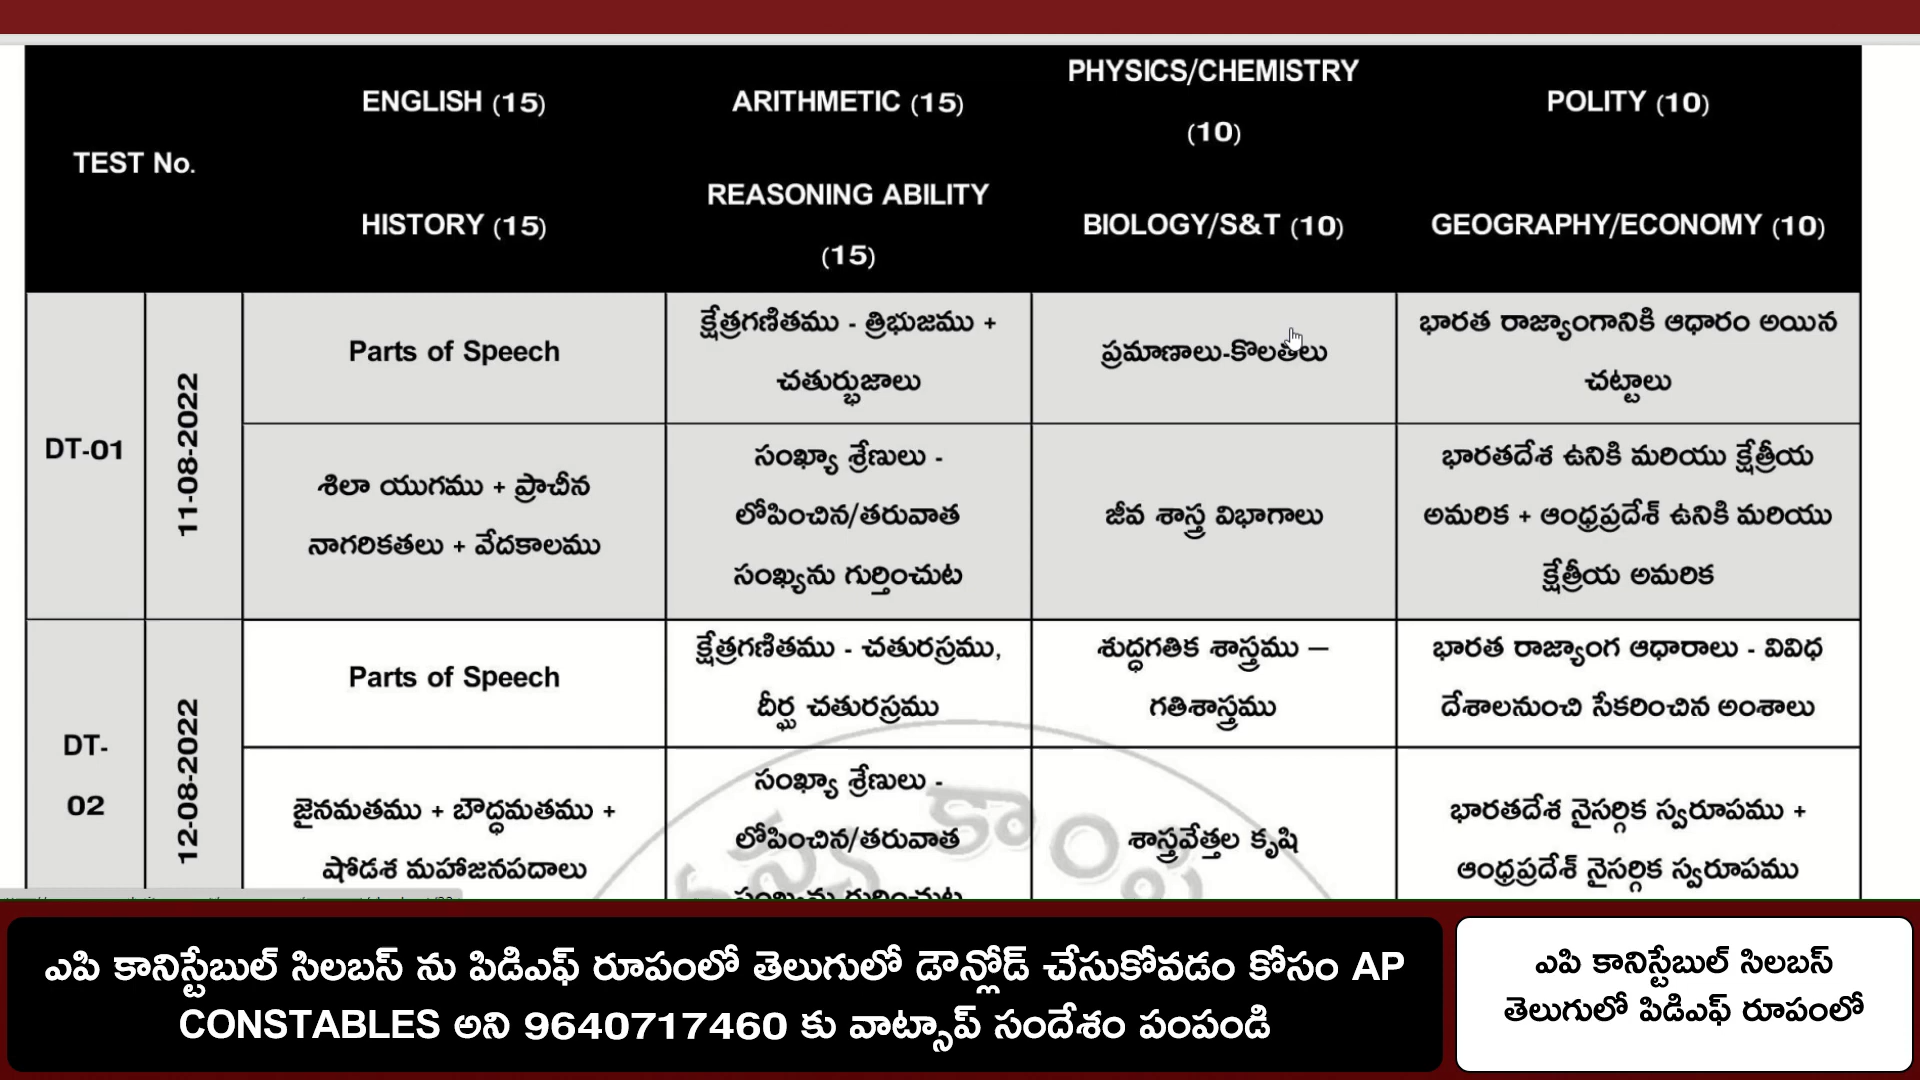 TEST No.
ENGLISH (15)
HISTORY (15)
ARITHMETIC (15)
REASONING ABILITY
(15)
PHYSICS/CHEMISTRY
(10)
BIOLOGY/S&T (10)
POLITY (10)
GEOGRAPHY/ECONOMY (10)
DT-01
11-08-2022
Parts of Speech
క్షేత్రగణితము - త్రిభుజము +
చతుర్భుజాలు
ప్రమాణాలు-కొలతలు
భారత రాజ్యాంగానికి ఆధారం అయిన
చట్టాలు
శిలా యుగము + ప్రాచీన
నాగరికతలు + వేదకాలము
సంఖ్యా శ్రేణులు -
లోపించిన/తరువాత
సంఖ్యను గుర్తించుట
జీవ శాస్త్ర విభాగాలు
భారతదేశ ఉనికి మరియు క్షేత్రీయ
అమరిక + ఆంధ్రప్రదేశ్ ఉనికి మరియు
క్షేత్రీయ అమరిక
DT-
02
12-08-2022
Parts of Speech
క్షేత్రగణితము - చతురస్రము,
దీర్ఘ చతురస్రము
శుద్ధగతిక శాస్త్రము –
గతిశాస్త్రము
భారత రాజ్యాంగ ఆధారాలు - వివిధ
దేశాలనుంచి సేకరించిన అంశాలు
జైనమతము + బౌద్ధమతము +
షోడశ మహాజనపదాలు
సంఖ్యా శ్రేణులు -
లోపించిన/తరువాత
సంఖ్యను గుర్తించుట
శాస్త్రవేత్తల కృషి
భారతదేశ నైసర్గిక స్వరూపము +
ఆంధ్రప్రదేశ్ నైసర్గిక స్వరూపము
ఎపి కానిస్టేబుల్ సిలబస్ ను పిడిఎఫ్ రూపంలో తెలుగులో డౌన్లోడ్ చేసుకోవడం కోసం AP
CONSTABLES అని 9640717460 కు వాట్సాప్ సందేశం పంపండి
ఎపి కానిస్టేబుల్ సిలబస్
తెలుగులో పిడిఎఫ్ రూపంలో